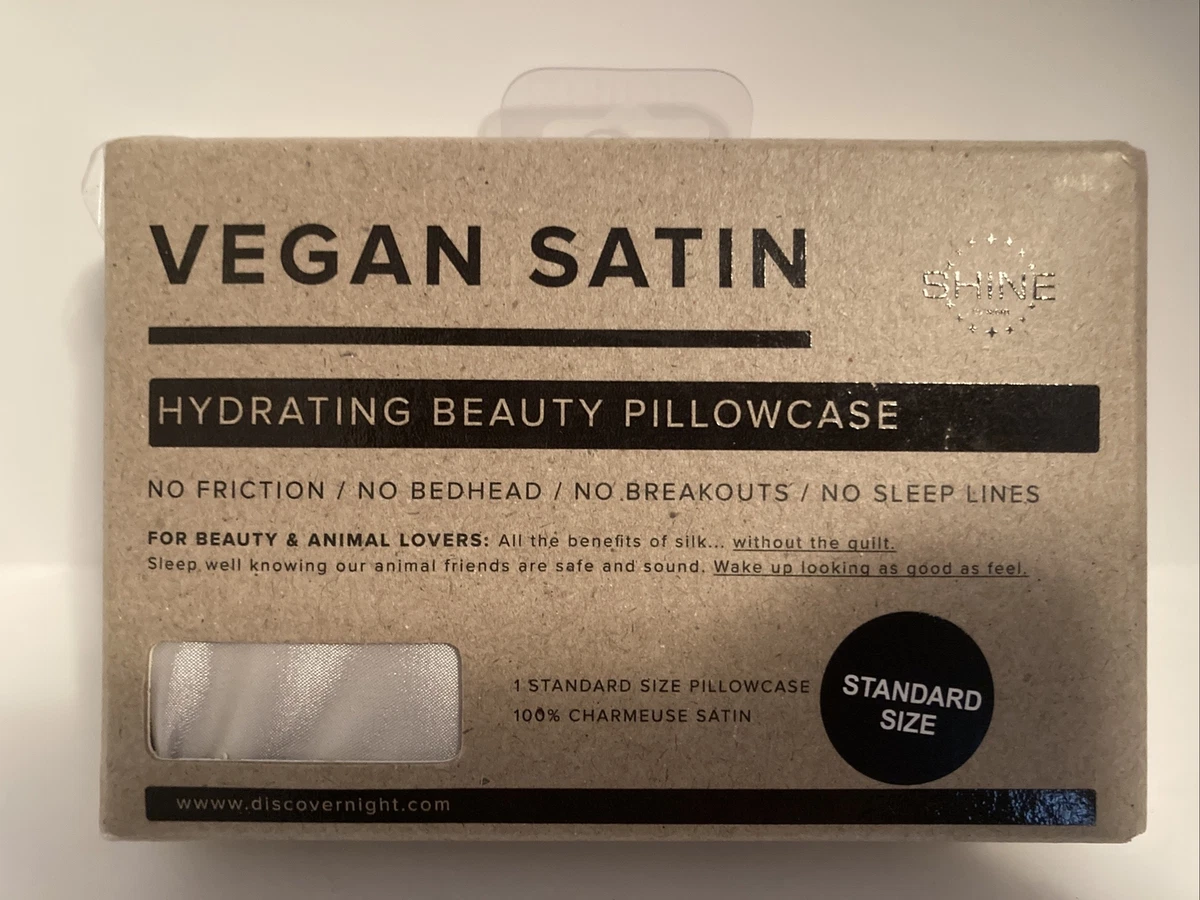 VEGAN SATIN
SHINE
HYDRATING BEAUTY PILLOWCASE
NO FRICTION / NO BEDHEAD / NO BREAKOUTS / NO SLEEP LINES
FOR BEAUTY & ANIMAL LOVERS: All the benefits of silk... without the quilt.
Sleep well knowing our animal friends are safe and sound. Wake up looking as good as feel.
1 STANDARD SIZE PILLOWCASE
100% CHARMEUSE SATIN
STANDARD
SIZE
www.discovernight.com